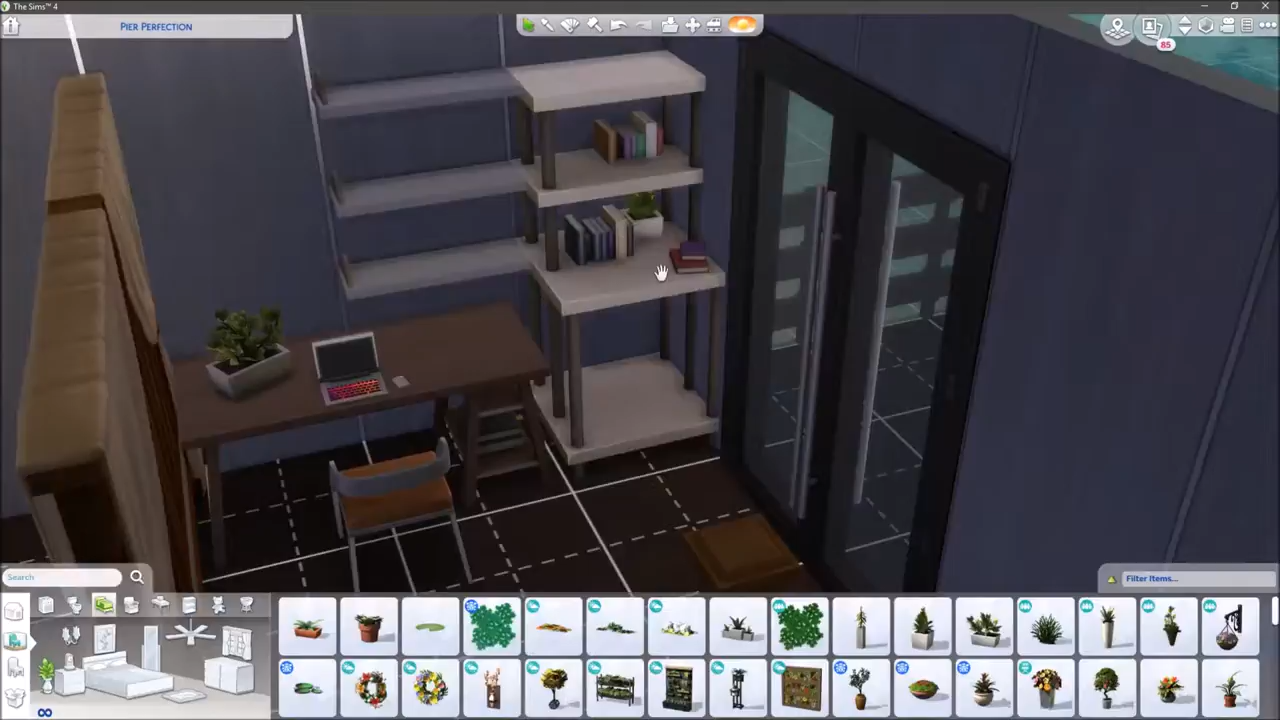 The Sims™ 4
PIER PERFECTION
85
Search
Filter Items...